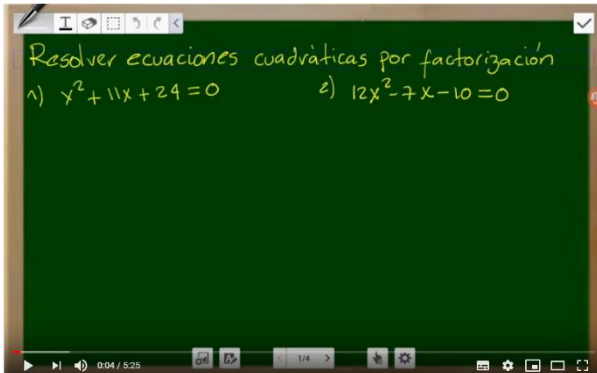 Resolver ecuaciones cuadràticas por factorización
1) x² + 11x + 24 = 0
2) 12x² - 7x - 10 = 0
1/4
0:04 / 5:25